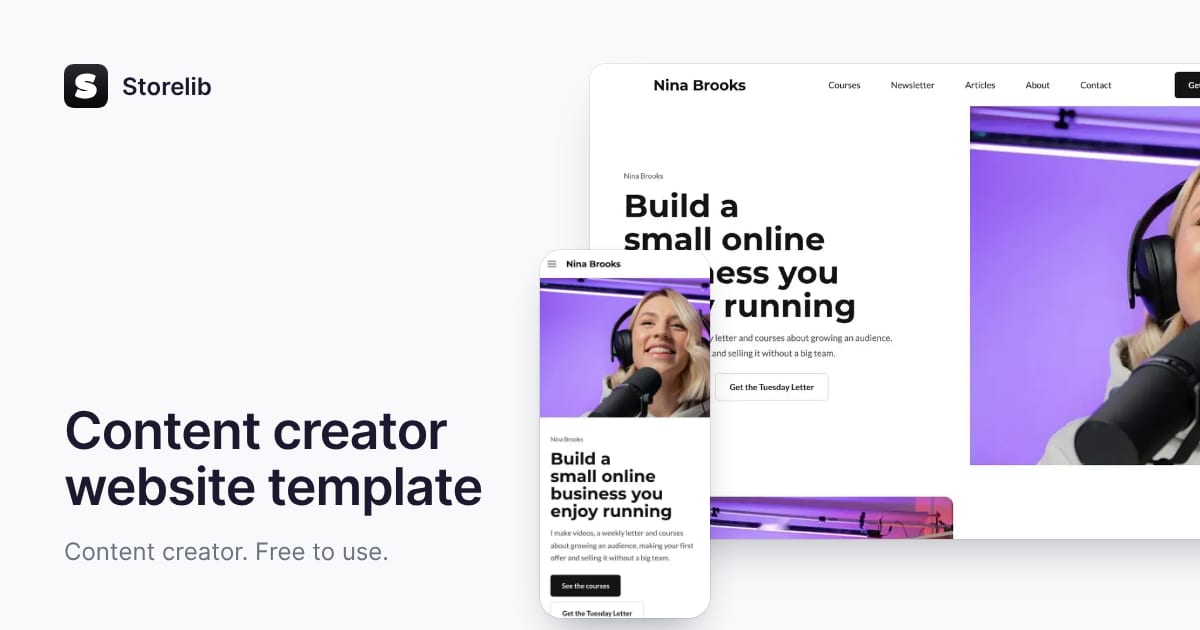 Storelib
Content creator
website template
Content creator. Free to use.
Nina Brooks
Courses
Newsletter
Articles
About
Contact
Nina Brooks
Build a
small online
ness you
running
letter and courses about growing an audience,
and selling it without a big team.
Get the Tuesday Letter
Nina Brooks
Nina Brooks
Build a
small online
business you
enjoy running
I make videos, a weekly letter and courses
about growing an audience, making your first
offer and selling it without a big team.
See the courses
Get the Tuesday Letter